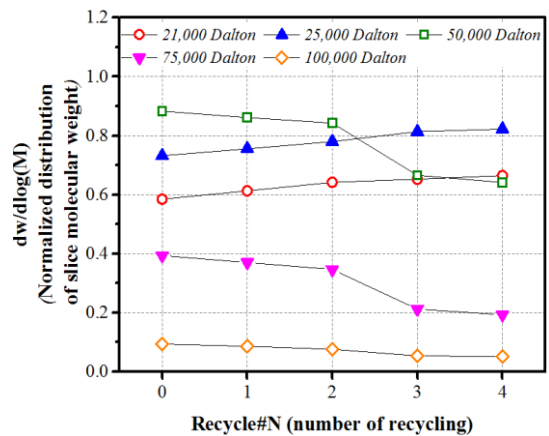 21,000 Dalton 25,000 Dalton 50,000 Dalton
75,000 Dalton 100,000 Dalton
1.2
1.0
0.8
0.6
0.4
0.2
0.0
dw/dlog(M)
(Normalized distribution
of slice molecular weight)
0 1 2 3 4
Recycle#N (number of recycling)